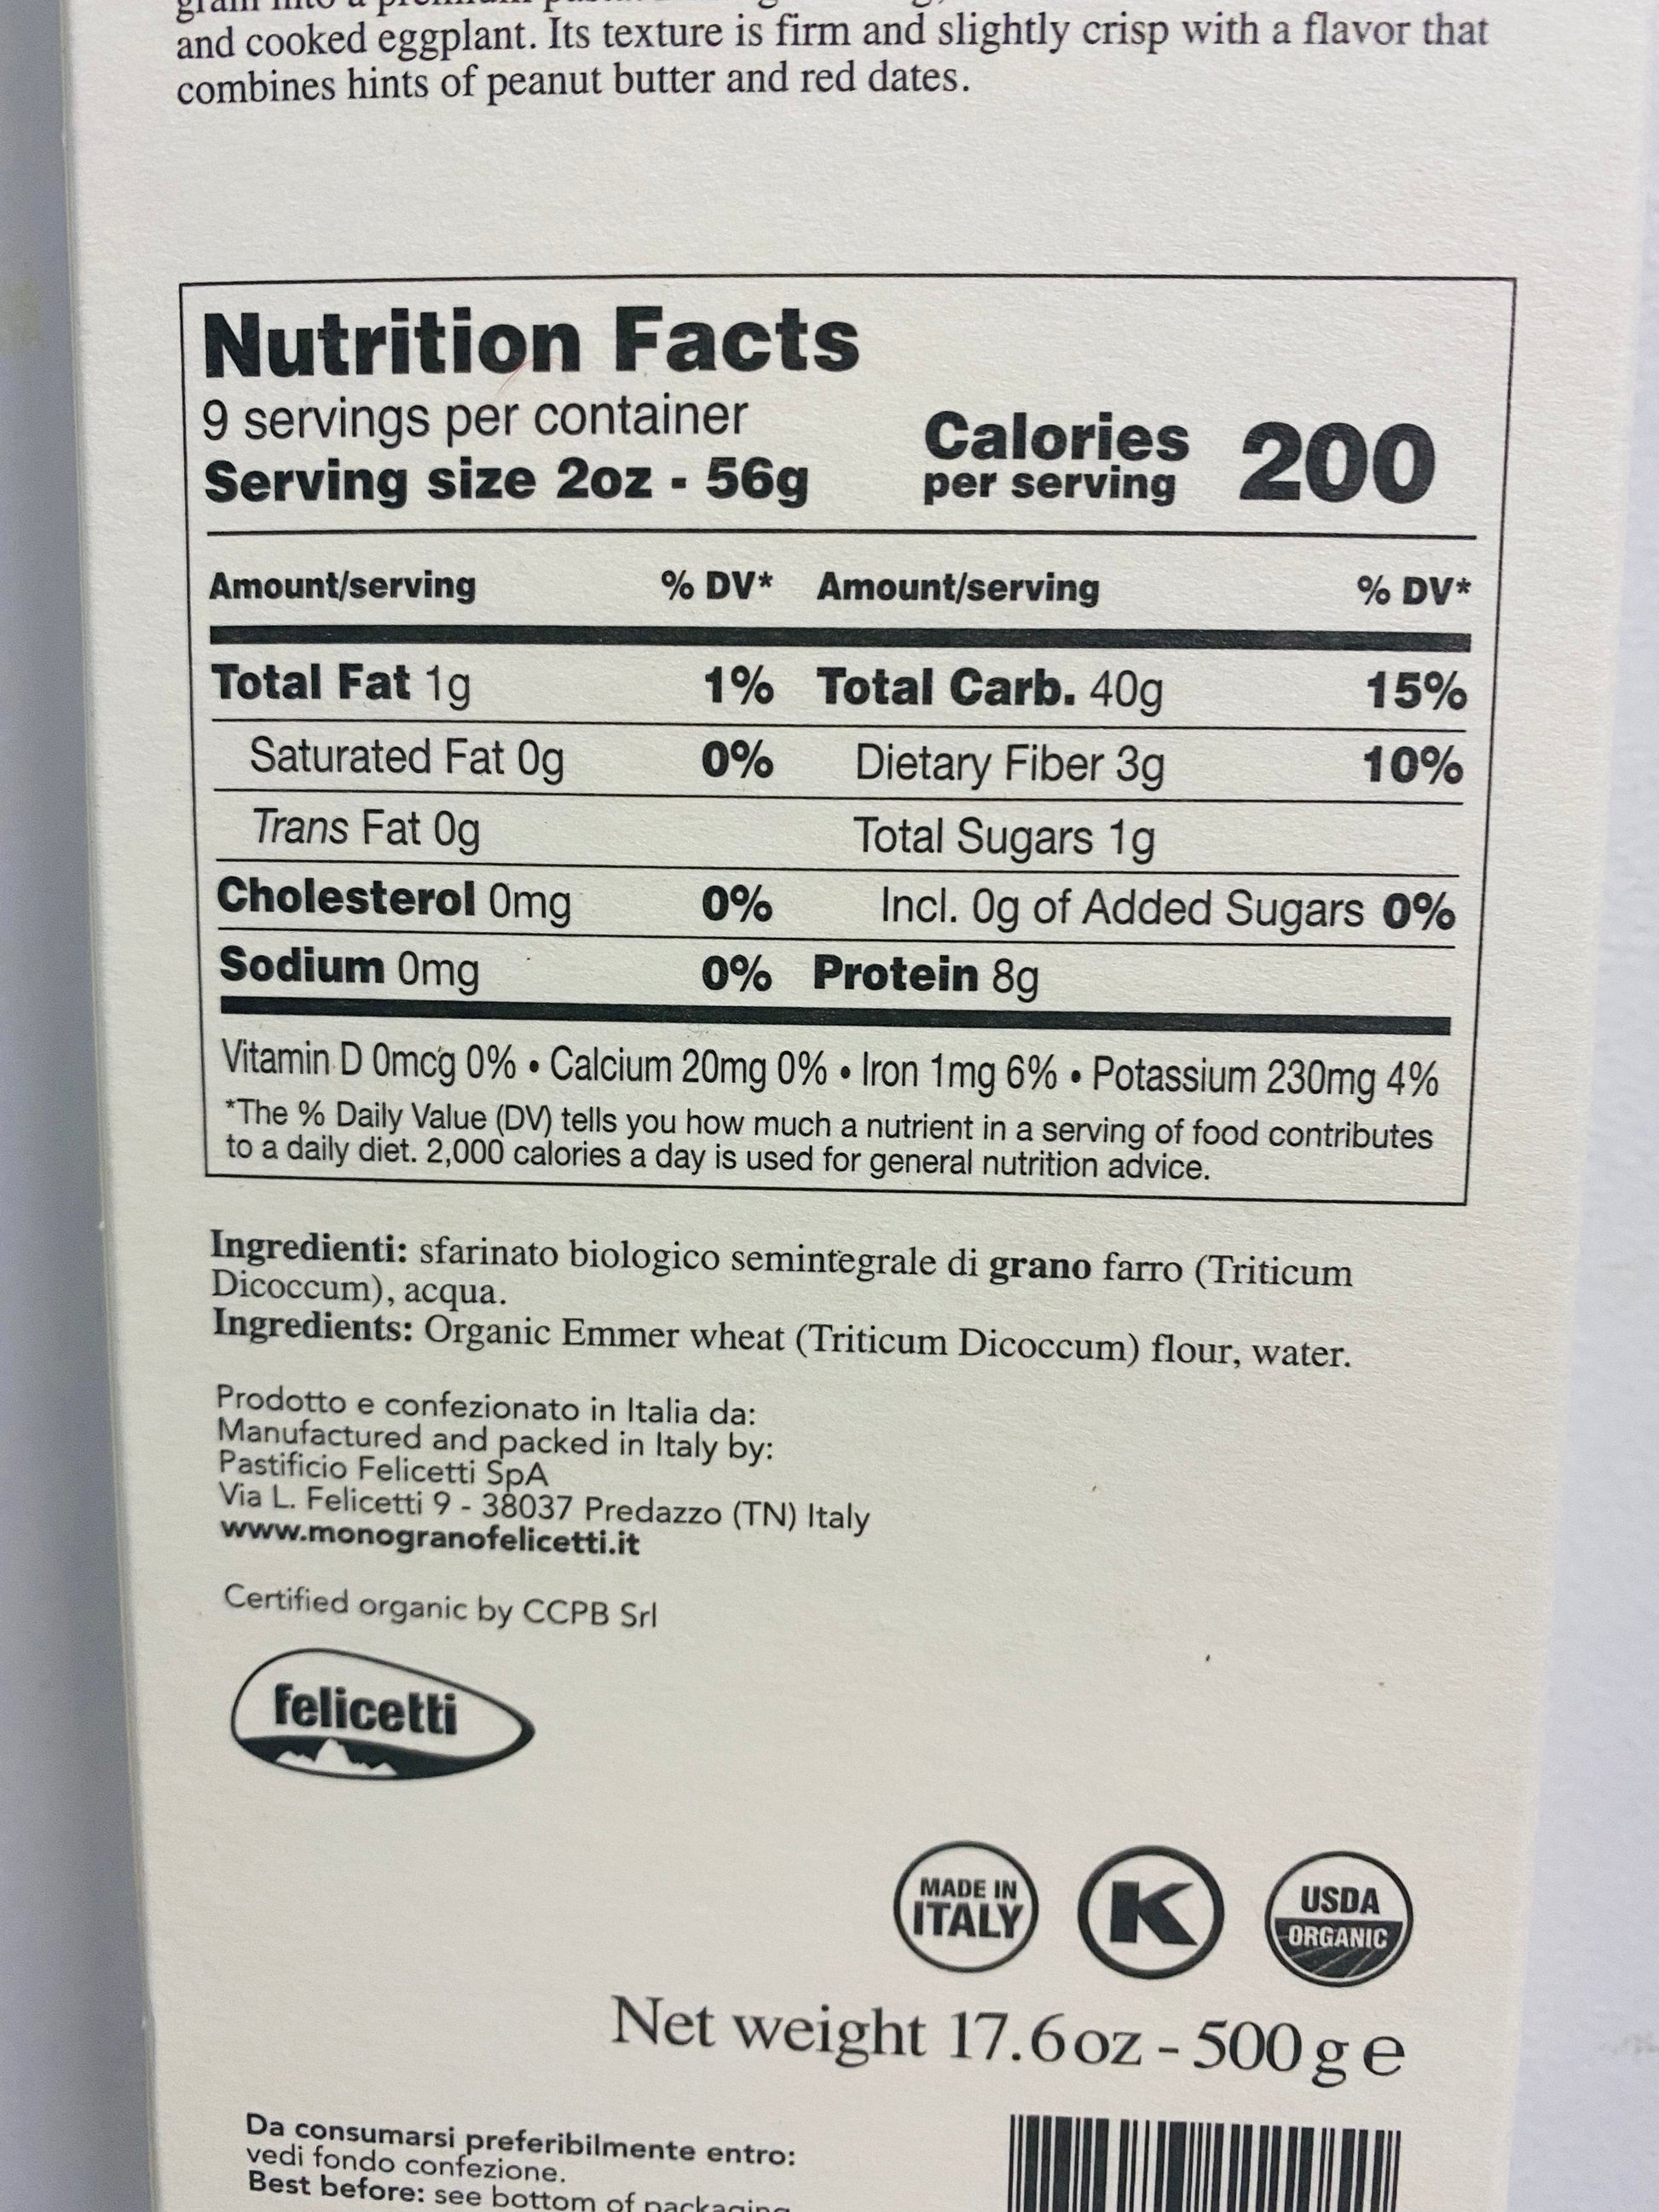 and cooked eggplant. Its texture is firm and slightly crisp with a flavor that
combines hints of peanut butter and red dates.
Nutrition Facts
9 servings per container
Serving size 2oz - 56g
Calories per serving 200
Amount/serving % DV* Amount/serving % DV*
Total Fat 1g 1% Total Carb. 40g 15%
Saturated Fat 0g 0% Dietary Fiber 3g 10%
Trans Fat 0g Total Sugars 1g
Cholesterol 0mg 0% Incl. 0g of Added Sugars 0%
Sodium 0mg 0% Protein 8g
Vitamin D 0mcg 0% • Calcium 20mg 0% • Iron 1mg 6% • Potassium 230mg 4%
*The % Daily Value (DV) tells you how much a nutrient in a serving of food contributes
to a daily diet. 2,000 calories a day is used for general nutrition advice.
Ingredienti: sfarinato biologico semintegrale di grano farro (Triticum
Dicoccum), acqua.
Ingredients: Organic Emmer wheat (Triticum Dicoccum) flour, water.
Prodotto e confezionato in Italia da:
Manufactured and packed in Italy by:
Pastificio Felicetti SpA
Via L. Felicetti 9 - 38037 Predazzo (TN) Italy
www.monogranofelicetti.it
Certified organic by CCPB Srl
felicetti
MADE IN
ITALY
K
USDA
ORGANIC
Net weight 17.6oz - 500g e
Da consumarsi preferibilmente entro:
vedi fondo confezione.
Best before: see bottom of packaging